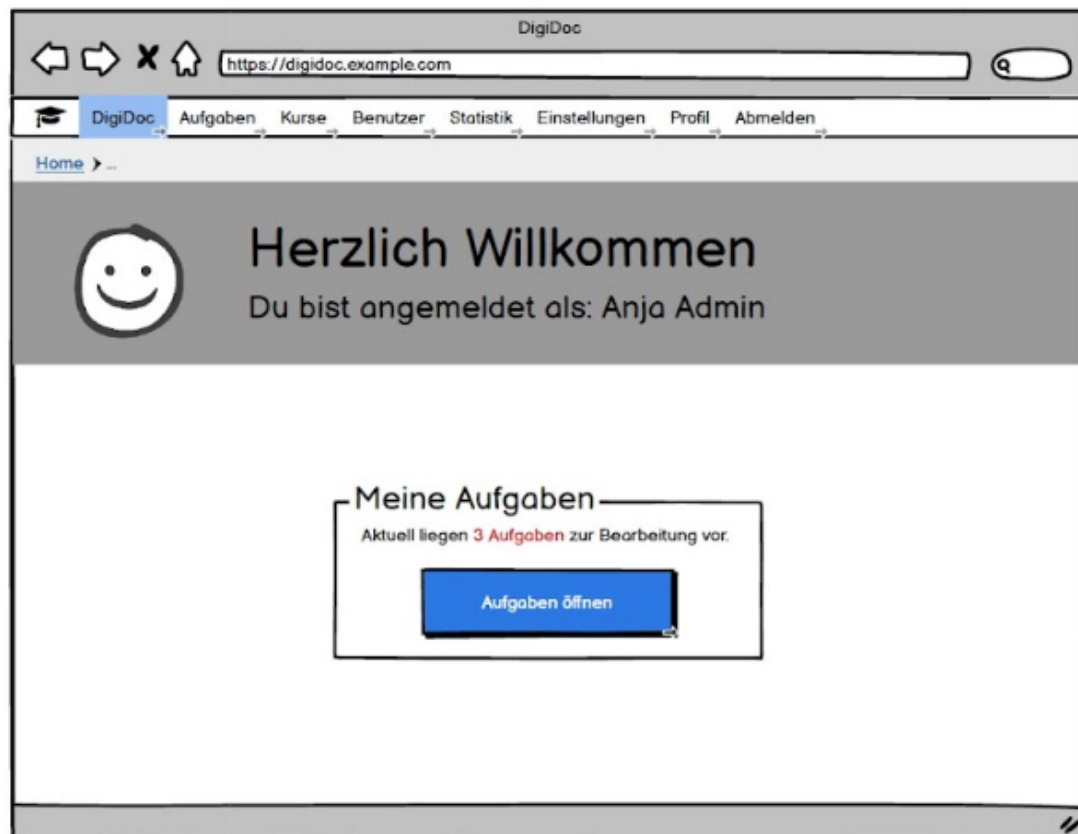 DigiDoc
https://digidoc.example.com
DigiDoc Aufgaben Kurse Benutzer Statistik Einstellungen Profil Abmelden
Home > ...
Herzlich Willkommen
Du bist angemeldet als: Anja Admin
Meine Aufgaben
Aktuell liegen 3 Aufgaben zur Bearbeitung vor.
Aufgaben öffnen